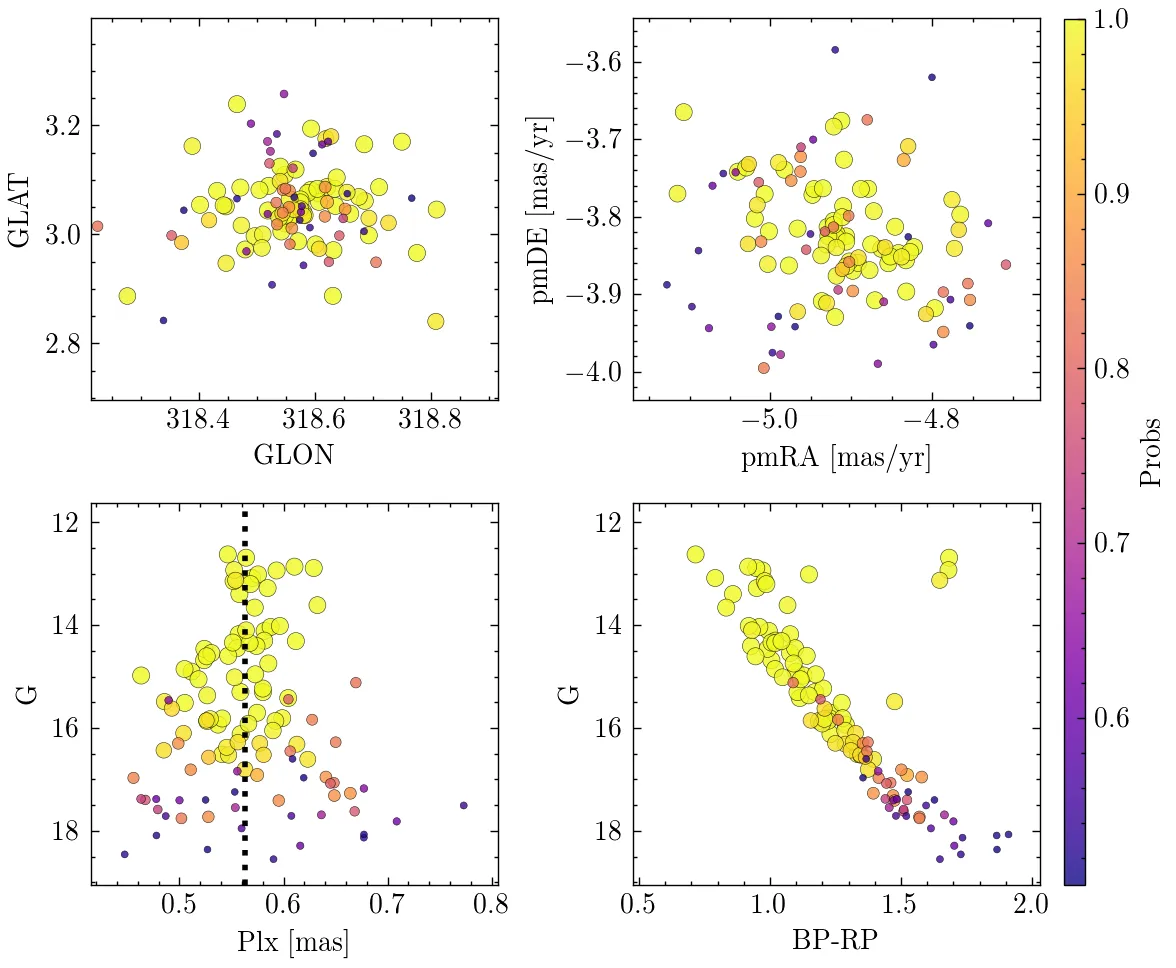 3.2
3.0
2.8
GLAT
318.4 318.6 318.8
GLON
−3.6
−3.7
−3.8
−3.9
−4.0
pmDE [mas/yr]
−5.0 −4.8
pmRA [mas/yr]
1.0
0.9
0.8
0.7
0.6
Probs
12
14
16
18
G
0.5 0.6 0.7 0.8
Plx [mas]
12
14
16
18
G
0.5 1.0 1.5 2.0
BP-RP